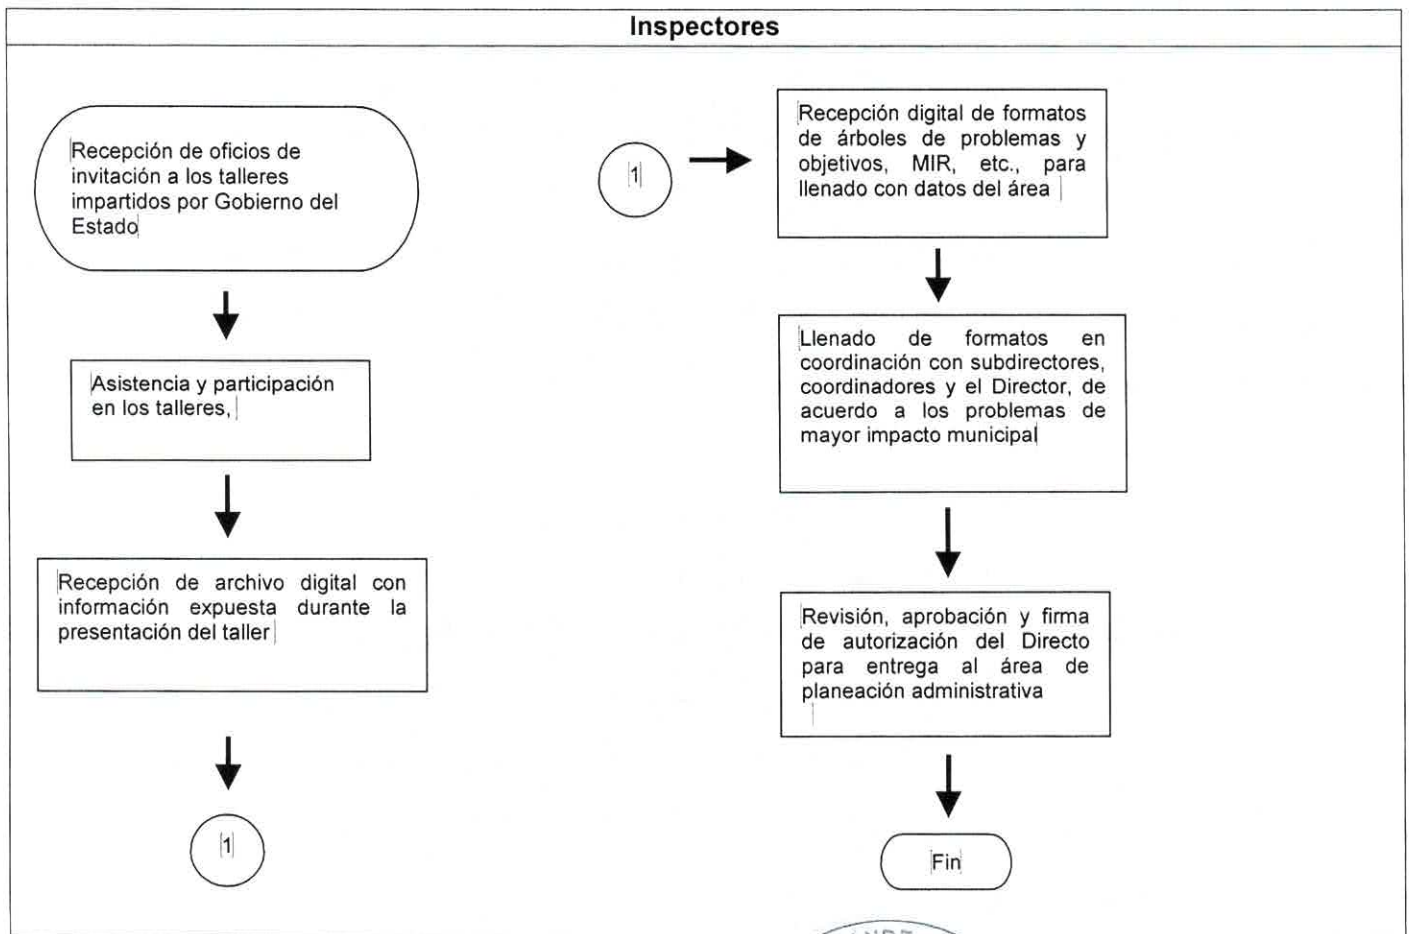 Inspectores
Recepción de oficios de
invitación a los talleres
impartidos por Gobierno del
Estado
Asistencia y participación
en los talleres,
Recepción de archivo digital con
información expuesta durante la
presentación del taller
1
1
Recepción digital de formatos
de árboles de problemas y
objetivos, MIR, etc., para
llenado con datos del área
Llenado de formatos en
coordinación con subdirectores,
coordinadores y el Director, de
acuerdo a los problemas de
mayor impacto municipal
Revisión, aprobación y firma
de autorización del Directo
para entrega al área de
planeación administrativa
Fin